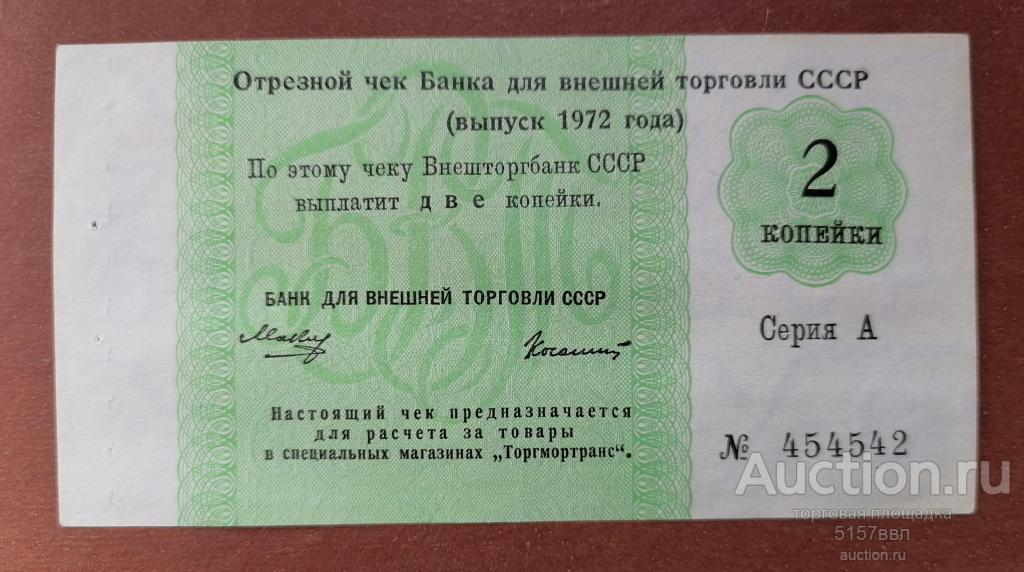 Отрезной чек Банка для внешней торговли СССР
(выпуск 1972 года)
По этому чеку Внешторгбанк СССР
выплатит две копейки.
2
КОПЕЙКИ
БАНК ДЛЯ ВНЕШНЕЙ ТОРГОВЛИ СССР
Серия А
Настоящий чек предназначается
для расчета за товары
в специальных магазинах „Торгмортранс“.
№ 454542
Auction.ru
торговая площадка
5157ввл
auction.ru